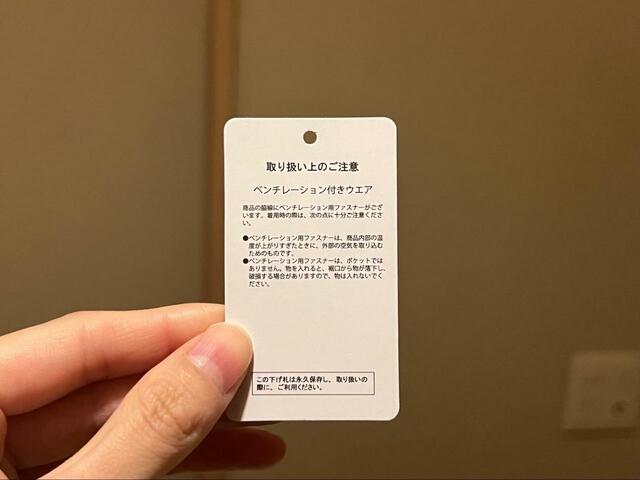 取り扱い上のご注意
ベンチレーション付きウエア
商品の脇線にベンチレーション用ファスナーがござ
います。着用時の際は、次の点に十分ご注意くださ
い。
●ベンチレーション用ファスナーは、商品内部の温
度が上がりすぎたときに、外部の空気を取り込む
ためのものです。
●ベンチレーション用ファスナーは、ポケットでは
ありません。物を入れると、裾口から物が落下し、
破損する場合がありますので、物は入れないでく
ださい。
この下げ札は永久保存し、取り扱いの
際に、ご利用ください。